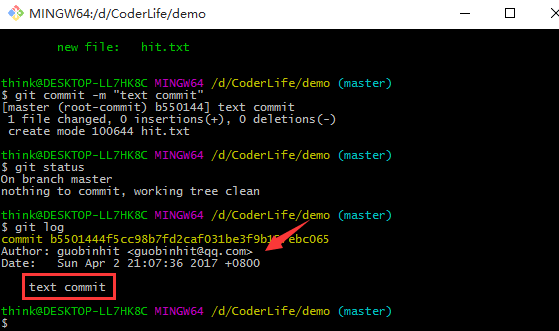 MINGW64:/d/CoderLife/demo
new file: hit.txt
think@DESKTOP-LL7HK8C MINGW64 /d/CoderLife/demo (master)
$ git commit -m "text commit"
[master (root-commit) b550144] text commit
1 file changed, 0 insertions(+), 0 deletions(-)
create mode 100644 hit.txt
think@DESKTOP-LL7HK8C MINGW64 /d/CoderLife/demo (master)
$ git status
On branch master
nothing to commit, working tree clean
think@DESKTOP-LL7HK8C MINGW64 /d/CoderLife/demo (master)
$ git log
commit
Author: guobinhit <guobinhit@qq.com>
Date: Sun Apr 2 21:07:36 2017 +0800
text commit
think@DESKTOP-LL7HK8C MINGW64 /d/CoderLife/demo (master)
$